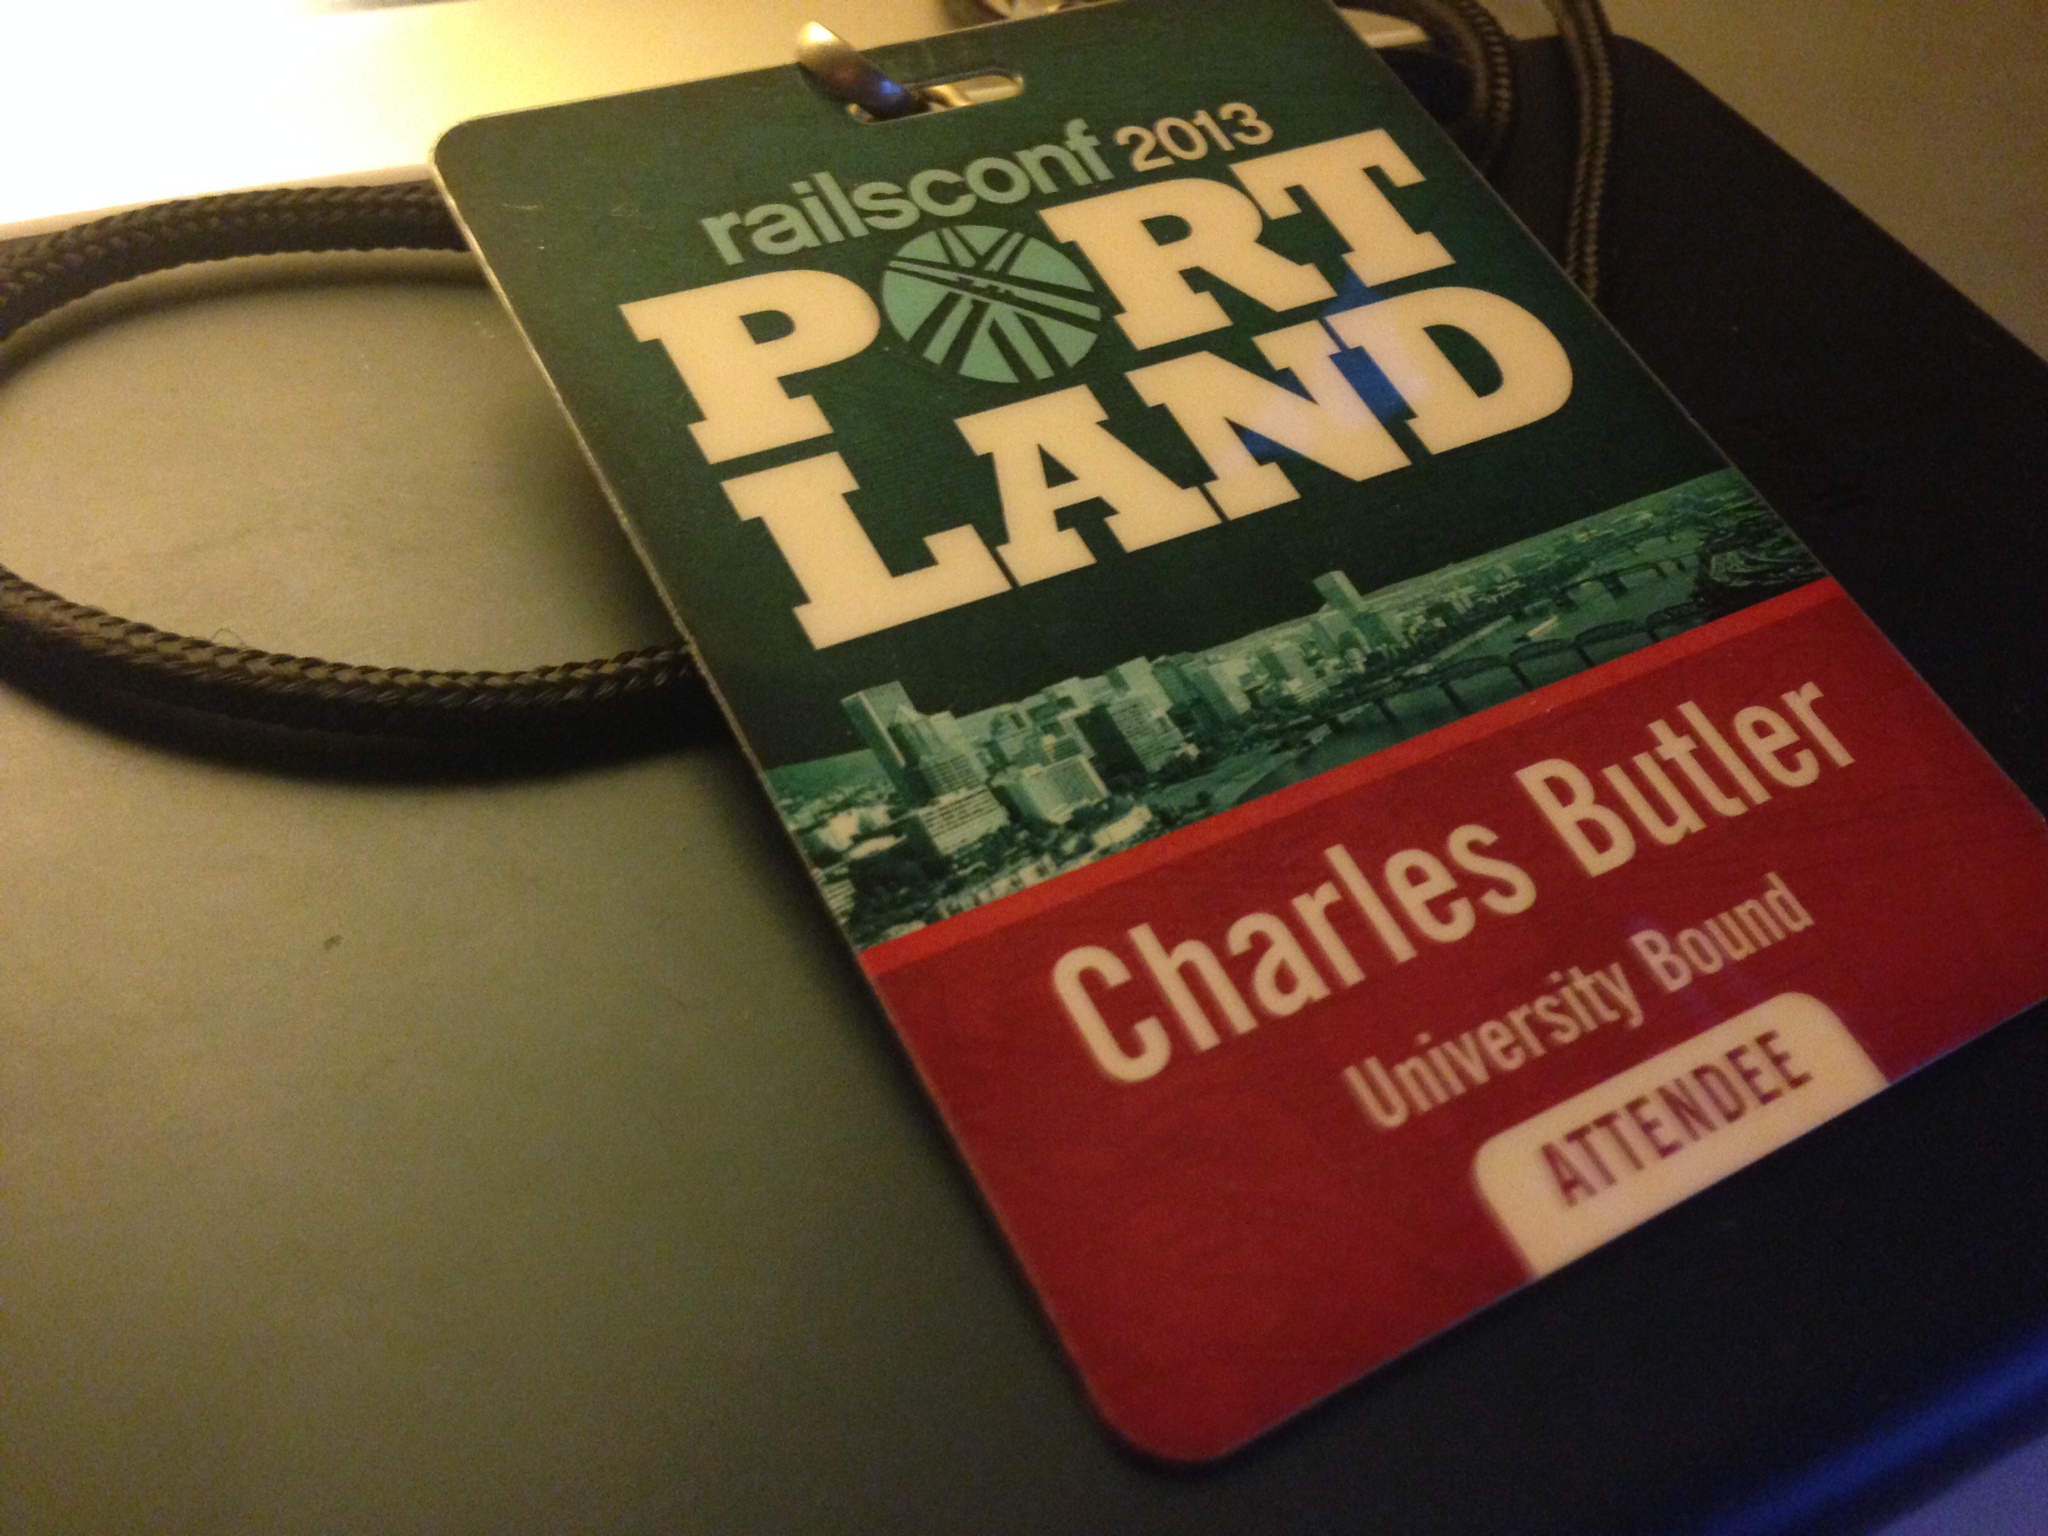 railsconf 2013
PORT
LAND
Charles Butler
University Bound
ATTENDEE